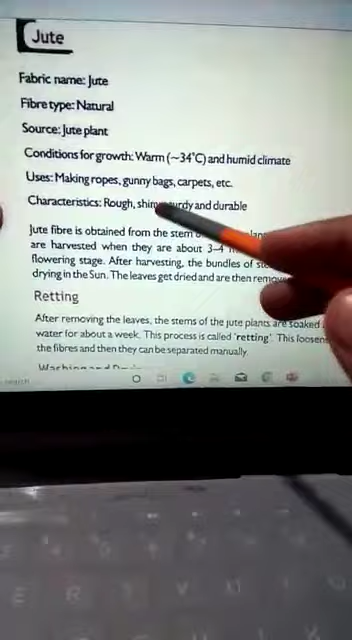 Jute
Fabric name: Jute
Fibre type: Natural
Source: Jute plant
Conditions for growth: Warm (~34°C) and humid climate
Uses: Making ropes, gunny bags, carpets, etc.
Characteristics: Rough, and durable
Jute fibre is obtained from the stem
are harvested when they are about 3–4
flowering stage. After harvesting, the bundles of
drying in the Sun. The leaves get dried and are then
Retting
After removing the leaves, the stems of the jute plants are soaked
water for about a week. This process is called 'retting'. This loosens
the fibres and then they can be separated manually.